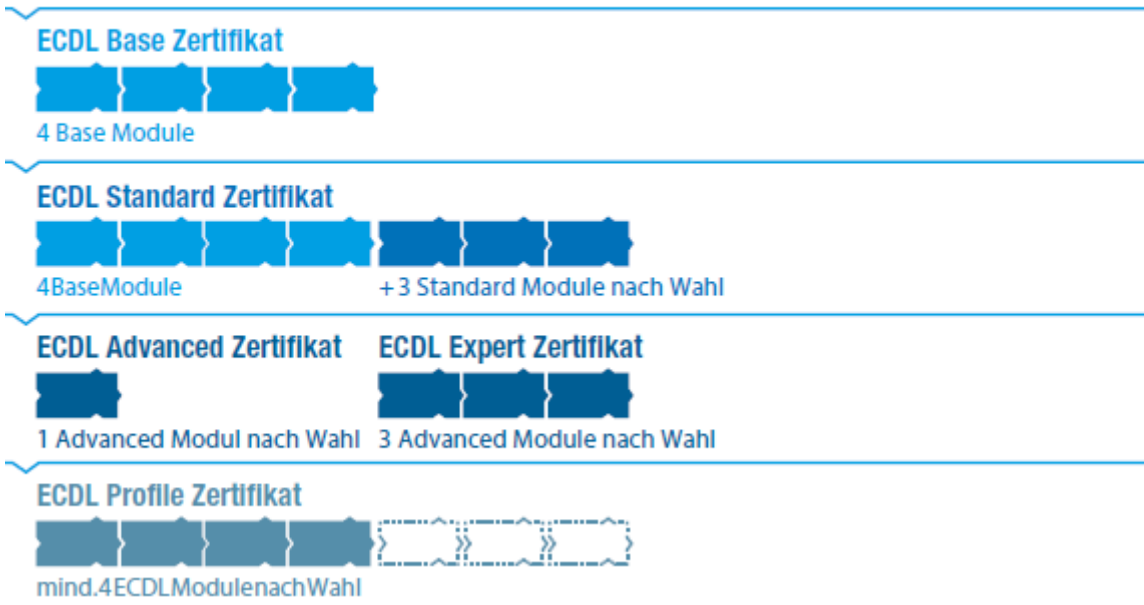 ECDL Base Zertifikat
4 Base Module
ECDL Standard Zertifikat
4BaseModule
+3 Standard Module nach Wahl
ECDL Advanced Zertifikat
1 Advanced Modul nach Wahl
ECDL Expert Zertifikat
3 Advanced Module nach Wahl
ECDL Profile Zertifikat
mind.4ECDLModulenachWahl